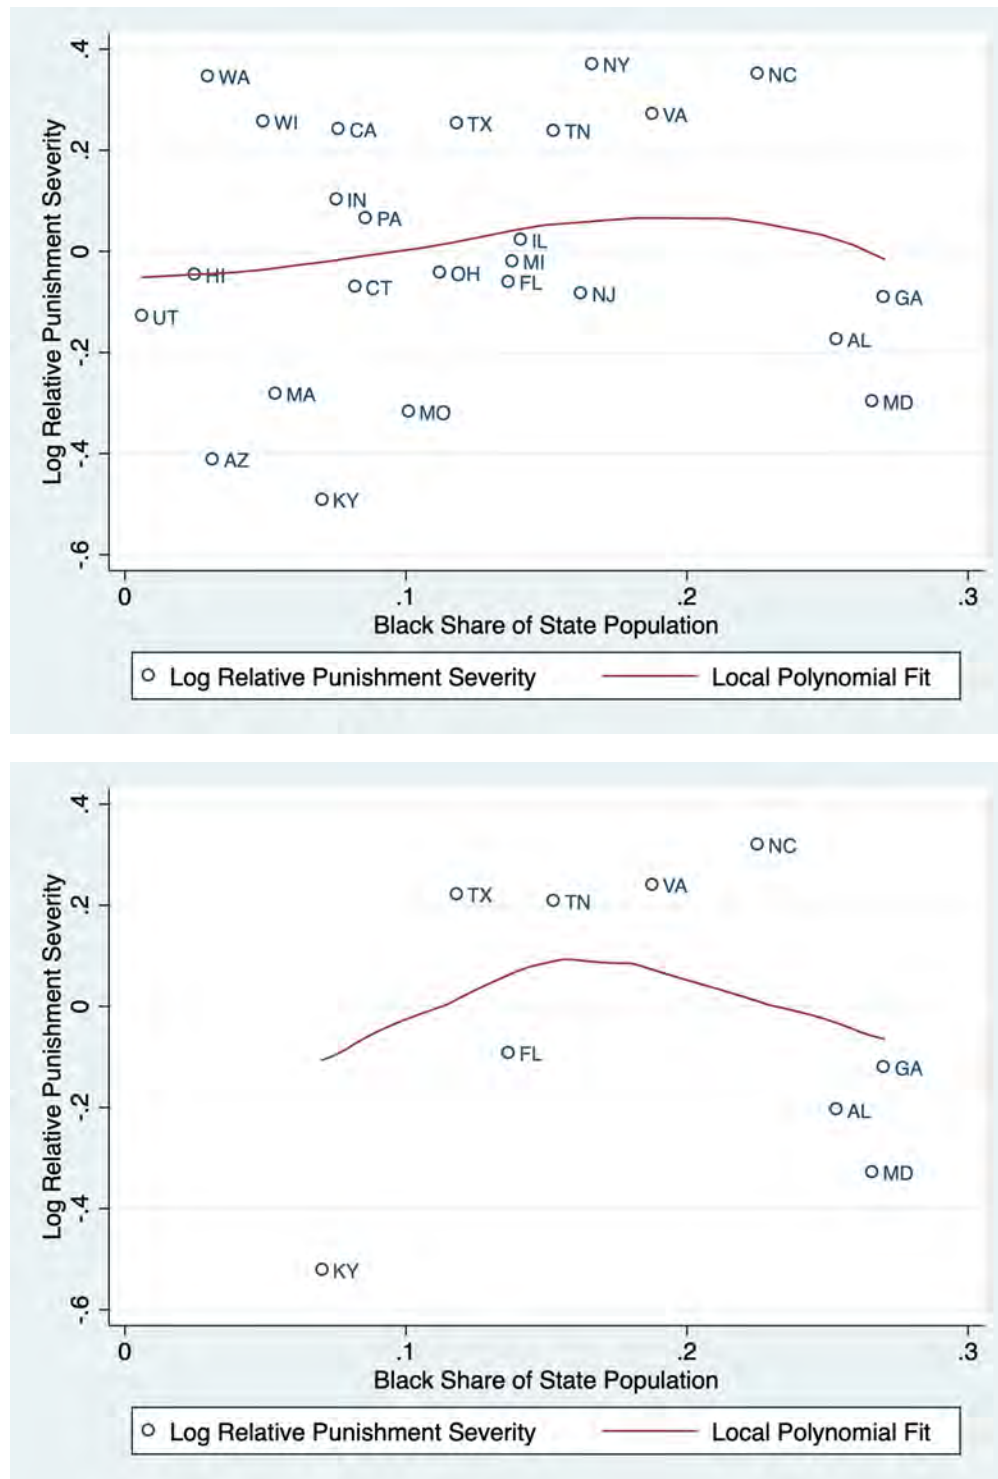 .4
.2
0
-.2
-.4
-.6
Log Relative Punishment Severity
WA
NY
NC
WI
CA
TX
TN
VA
IN
PA
IL
MI
HI
OH
FL
CT
NJ
GA
UT
AL
MA
MO
MD
AZ
KY
0 .1 .2 .3
Black Share of State Population
Log Relative Punishment Severity Local Polynomial Fit
.4
.2
0
-.2
-.4
-.6
Log Relative Punishment Severity
NC
TX
TN
VA
FL
GA
AL
MD
KY
0 .1 .2 .3
Black Share of State Population
Log Relative Punishment Severity Local Polynomial Fit